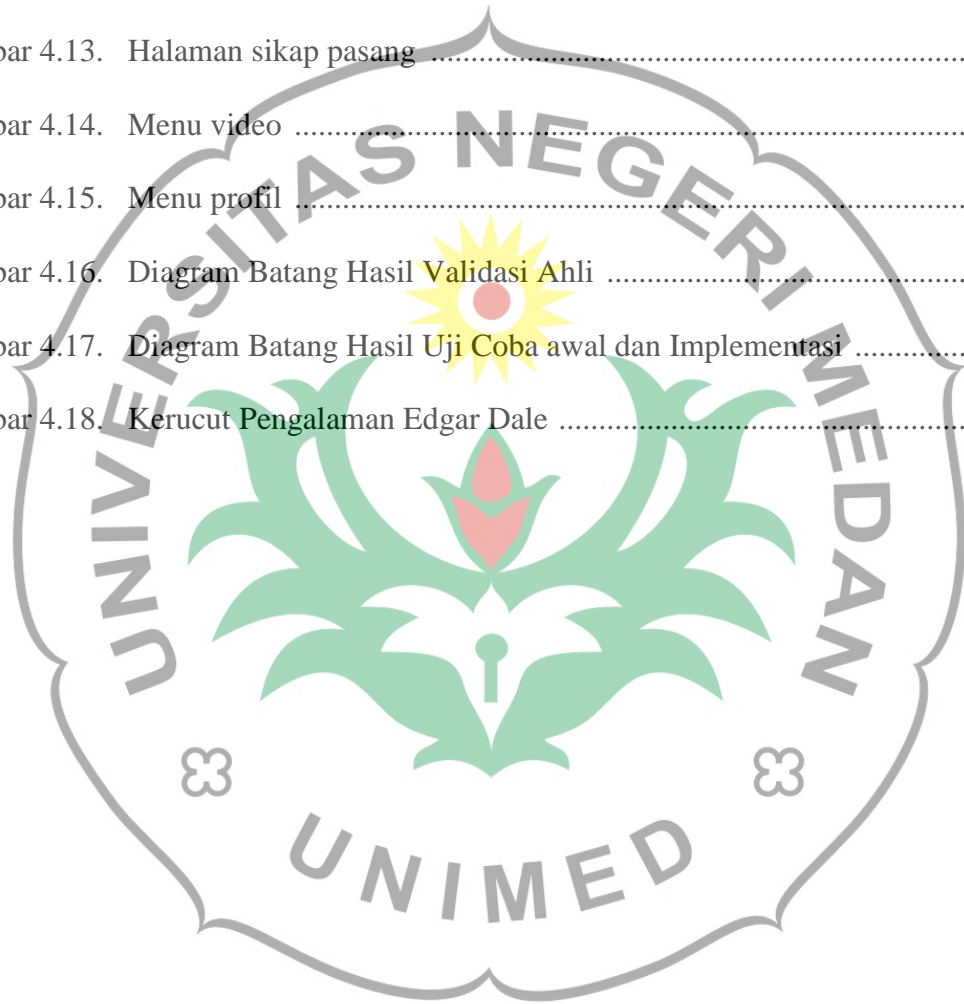 bar 4.13. Halaman sikap pasang ........................................................................
bar 4.14. Menu video ........................................................................
bar 4.15. Menu profil ........................................................................
bar 4.16. Diagram Batang Hasil Validasi Ahli ................................................
bar 4.17. Diagram Batang Hasil Uji Coba awal dan Implementasi ..............
bar 4.18. Kerucut Pengalaman Edgar Dale ......................................................
UNIVERSITAS NEGERI MEDAN
UNIMED